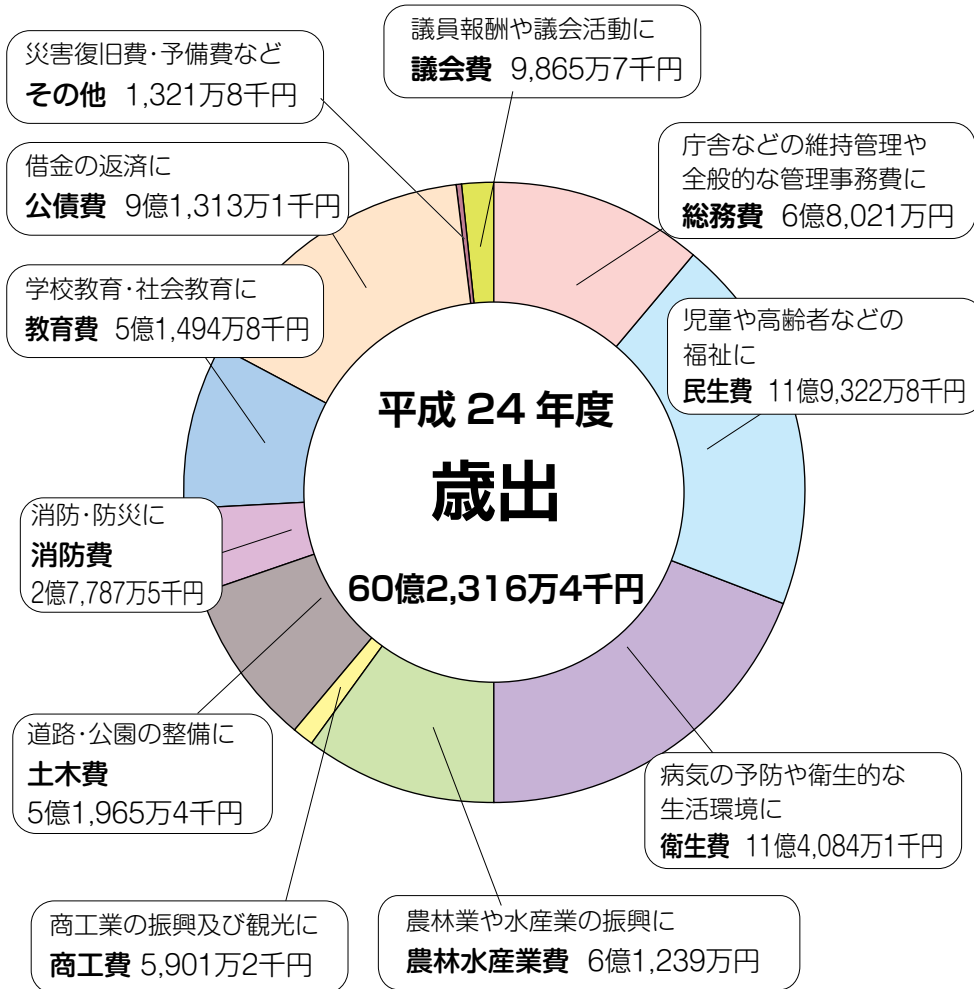 平成 24 年度
歳出
60億2,316万4千円
議員報酬や議会活動に
議会費 9,865万7千円
庁舎などの維持管理や
全般的な管理事務費に
総務費 6億8,021万円
児童や高齢者などの
福祉に
民生費 11億9,322万8千円
病気の予防や衛生的な
生活環境に
衛生費 11億4,084万1千円
農林業や水産業の振興に
農林水産業費 6億1,239万円
商工業の振興及び観光に
商工費 5,901万2千円
道路・公園の整備に
土木費
5億1,965万4千円
消防・防災に
消防費
2億7,787万5千円
学校教育・社会教育に
教育費 5億1,494万8千円
借金の返済に
公債費 9億1,313万1千円
災害復旧費・予備費など
その他 1,321万8千円